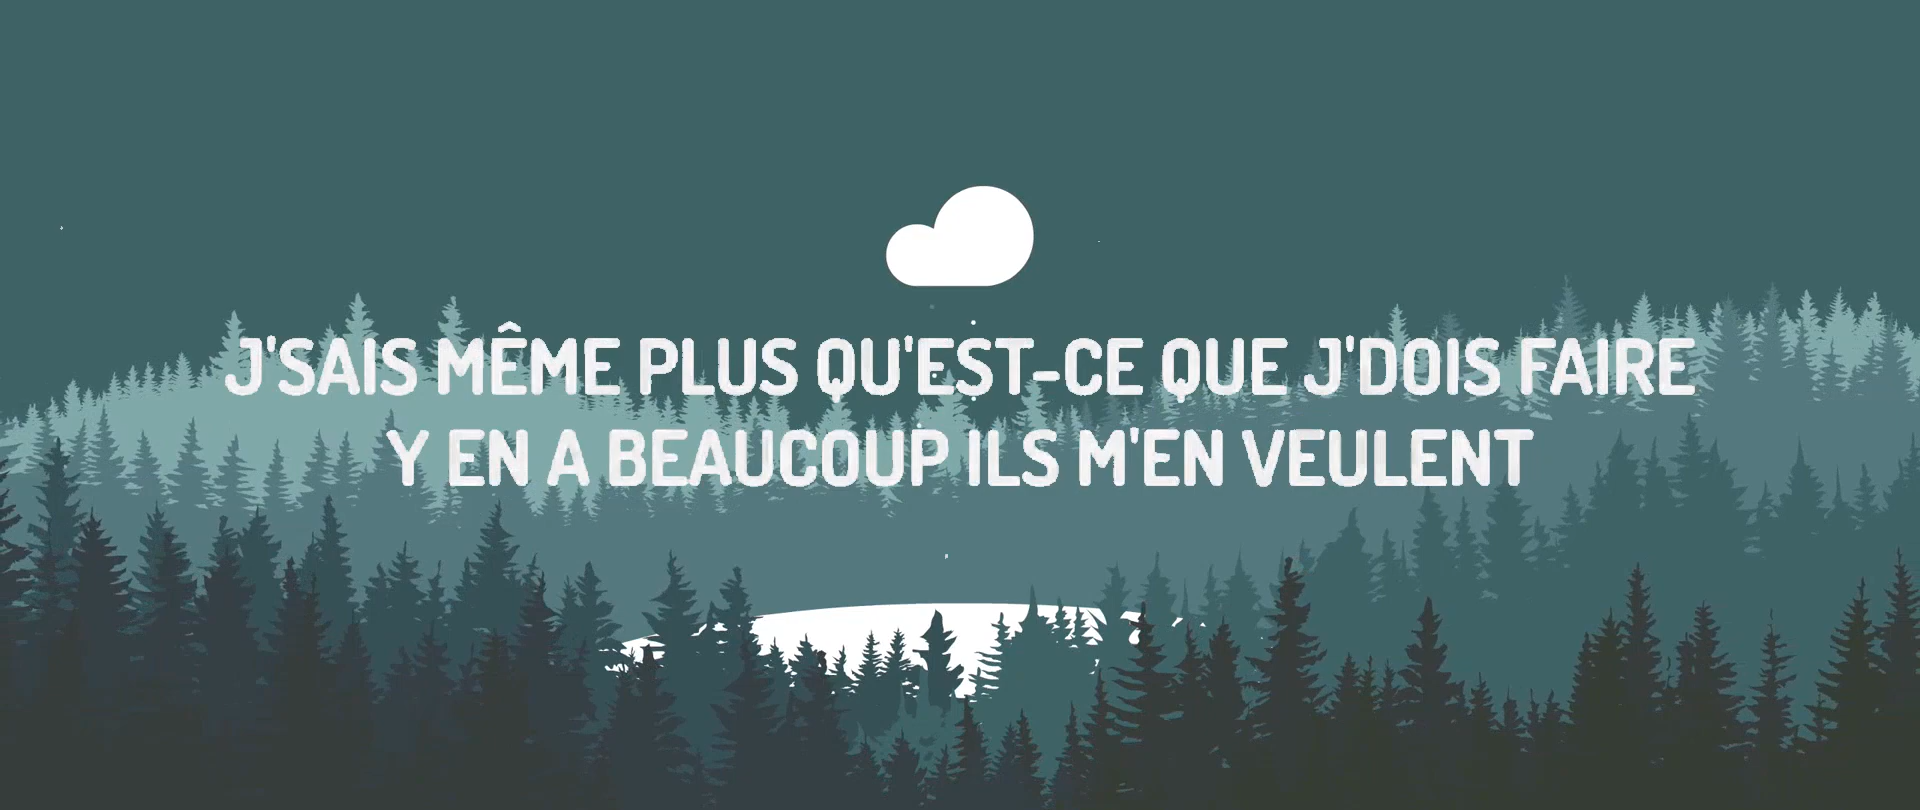 J'SAIS MÊME PLUS QU'EST-CE QUE J'DOIS FAIRE
Y EN A BEAUCOUP ILS M'EN VEULENT